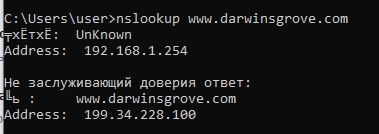 C:\Users\user>nslookup www.darwinsgrove.com
╤хЁтхЁ:  UnKnown
Address:  192.168.1.254
Не заслуживающий доверия ответ:
╚ь :     www.darwinsgrove.com
Address:  199.34.228.100